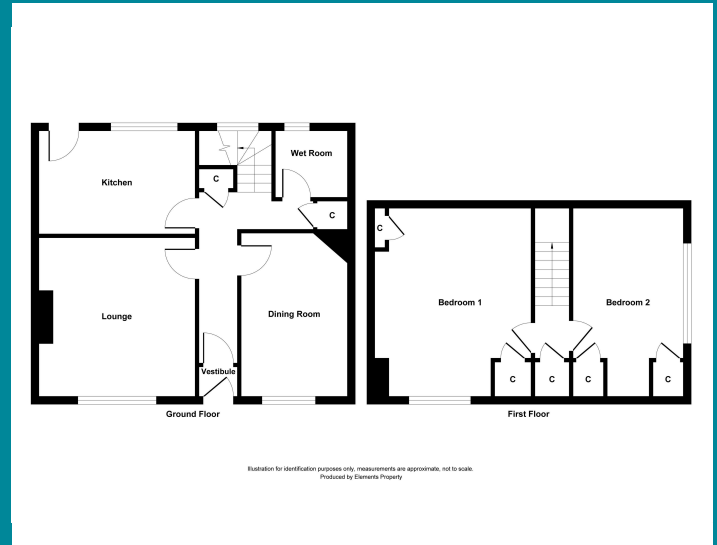 Wet Room
Kitchen
C
C
C
Bedroom 1
Bedroom 2
Lounge
Dining Room
Vestibule
C
C
C
C
Ground Floor
First Floor
Illustration for identification purposes only, measurements are approximate, not to scale.
Produced by Elements Property